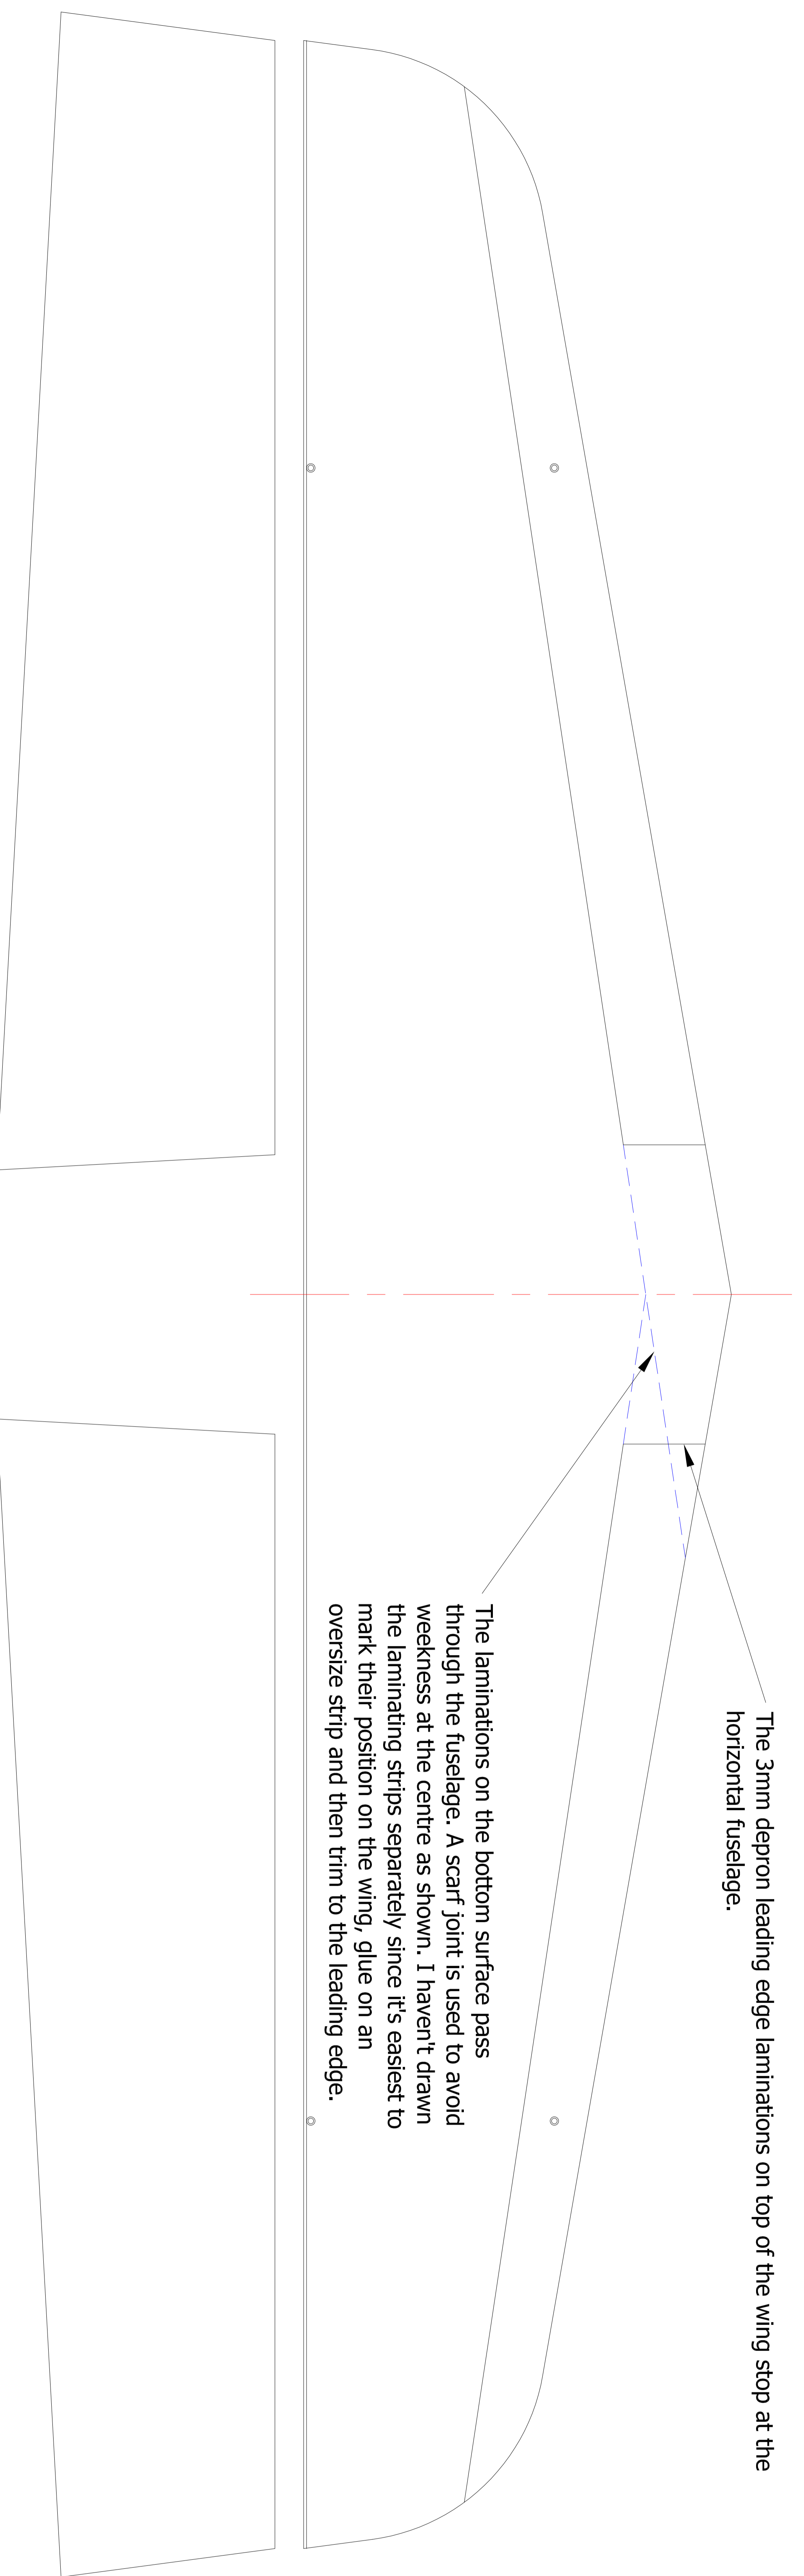 The 3mm depron leading edge laminations on top of the wing stop at the
horizontal fuselage.
The laminations on the bottom surface pass
through the fuselage. A scarf joint is used to avoid
weekness at the centre as shown. I haven't drawn
the laminating strips separately since it's easiest to
mark their position on the wing, glue on an
oversize strip and then trim to the leading edge.